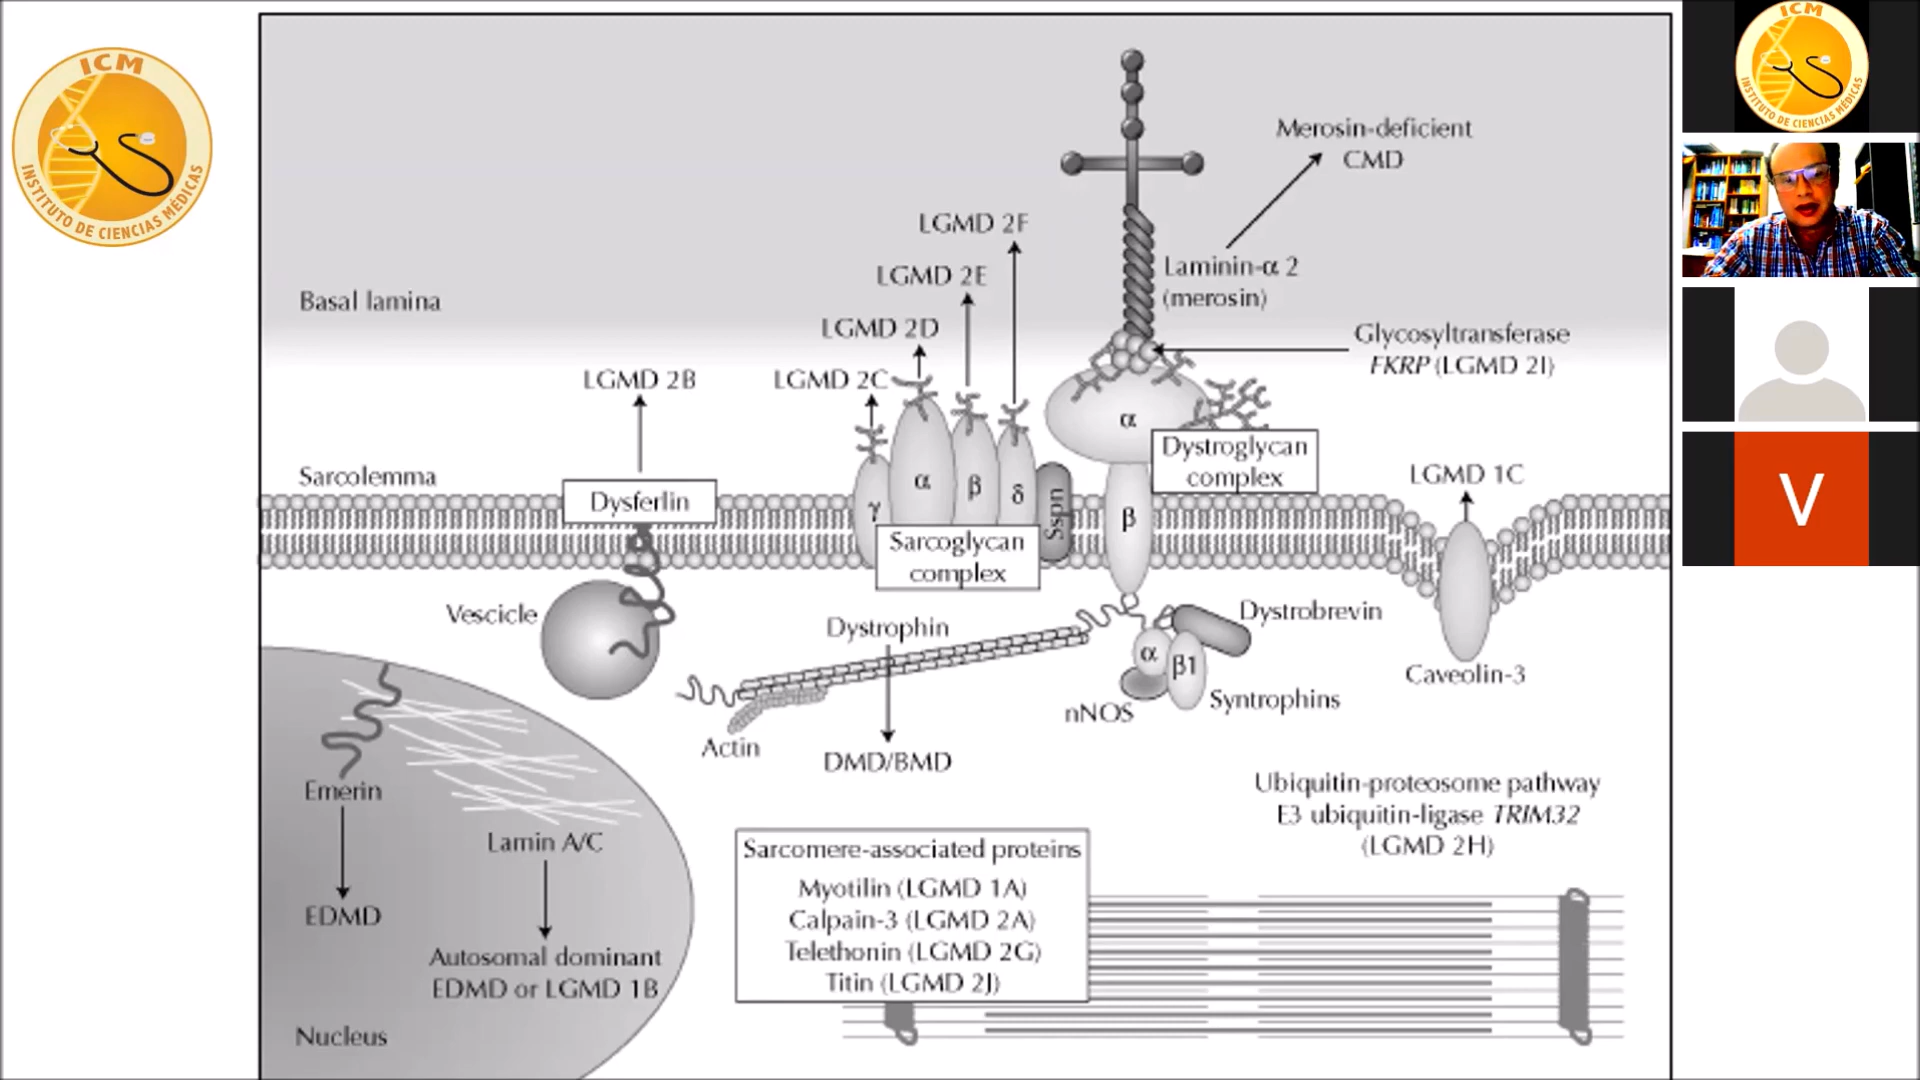 ICM
INSTITUTO DE CIENCIAS MÉDICAS
Merosin-deficient
CMD
LGMD 2F
LGMD 2E
Laminin-α 2
(merosin)
Basal lamina
LGMD 2D
Glycosyltransferase
FKRP (LGMD 2I)
LGMD 2B
LGMD 2C
α
Dystroglycan
complex
Sarcolemma
LGMD 1C
Dysferlin
γ
α
β
δ
Sspn
β
Sarcoglycan
complex
Vescicle
Dystrophin
Dystrobrevin
α
β1
Caveolin-3
Syntrophins
nNOS
Actin
DMD/BMD
Emerin
Lamin A/C
EDMD
Autosomal dominant
EDMD or LGMD 1B
Nucleus
Ubiquitin-proteosome pathway
E3 ubiquitin-ligase TRIM32
(LGMD 2H)
Sarcomere-associated proteins
Myotilin (LGMD 1A)
Calpain-3 (LGMD 2A)
Telethonin (LGMD 2G)
Titin (LGMD 2J)
ICM
INSTITUTO DE CIENCIAS MÉDICAS
V